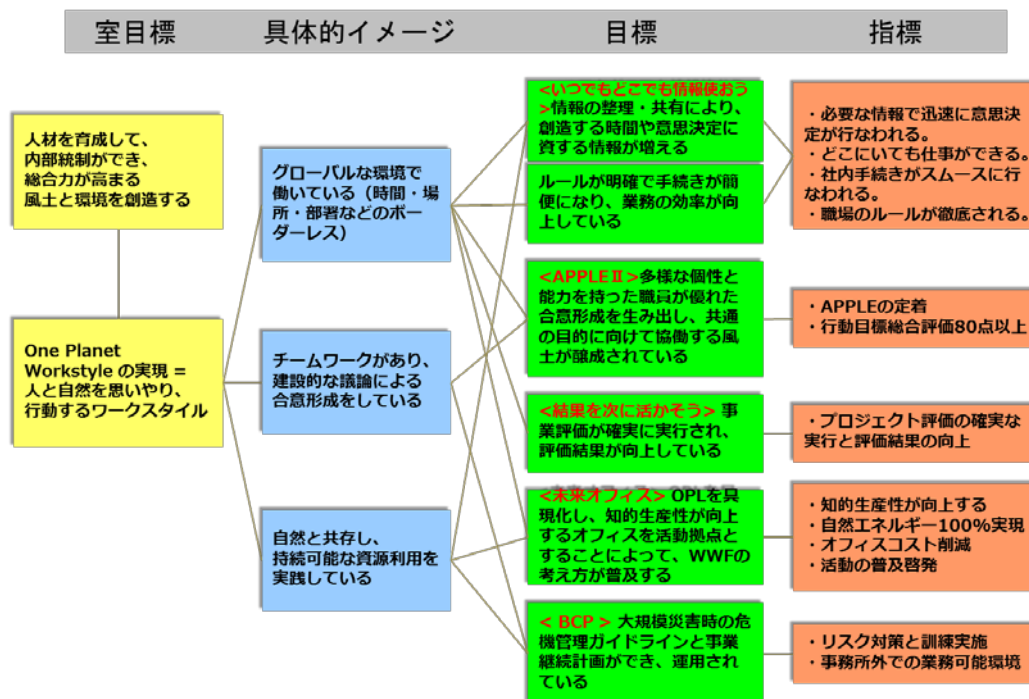 室目標
具体的イメージ
目標
指標
人材を育成して、
内部統制ができ、
総合力が高まる
風土と環境を創造する
One Planet
Workstyle の実現 =
人と自然を思いやり、
行動するワークスタイル
グローバルな環境で
働いている（時間・場
所・部署などのボー
ダーレス）
チームワークがあり、
建設的な議論による
合意形成をしている
自然と共存し、
持続可能な資源利用を
実践している
<いつでもどこでも情報使おう
>情報の整理・共有により、
創造する時間や意思決定に
資する情報が増える
ルールが明確で手続きが簡
便になり、業務の効率が向
上している
<APPLEⅡ>多様な個性と
能力を持った職員が優れた
合意形成を生み出し、共通
の目的に向けて協働する風
土が醸成されている
<結果を次に活かそう> 事
業評価が確実に実行され、
評価結果が向上している
<未来オフィス> OPLを具
現化し、知的生産性が向上
するオフィスを活動拠点と
することによって、WWFの
考え方が普及する
< BCP > 大規模災害時の危
機管理ガイドラインと事業
継続計画ができ、運用され
ている
・必要な情報で迅速に意思決
定が行なわれる。
・どこにいても仕事ができる。
・社内手続きがスムースに行
なわれる。
・職場のルールが徹底される。
・APPLEの定着
・行動目標総合評価80点以上
・プロジェクト評価の確実な
実行と評価結果の向上
・知的生産性が向上する
・自然エネルギー100%実現
・オフィスコスト削減
・活動の普及啓発
・リスク対策と訓練実施
・事務所外での業務可能環境